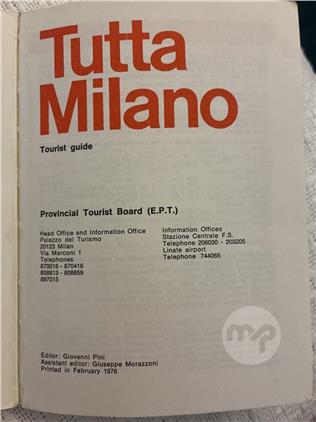 Tutta
Milano
Tourist guide
Provincial Tourist Board (E.P.T.)
Head Office and Information Office
Palazzo del Turismo
20123 Milan
Via Marconi 1
Telephones
870016 - 870416
808813 - 808859
897015
Information Offices
Stazione Centrale F.S.
Telephone 206030 - 203205
Linate airport
Telephone 744065
mp
Editor: Giovanni Pini
Assistant editor: Giuseppe Morazzoni
Printed in February 1976